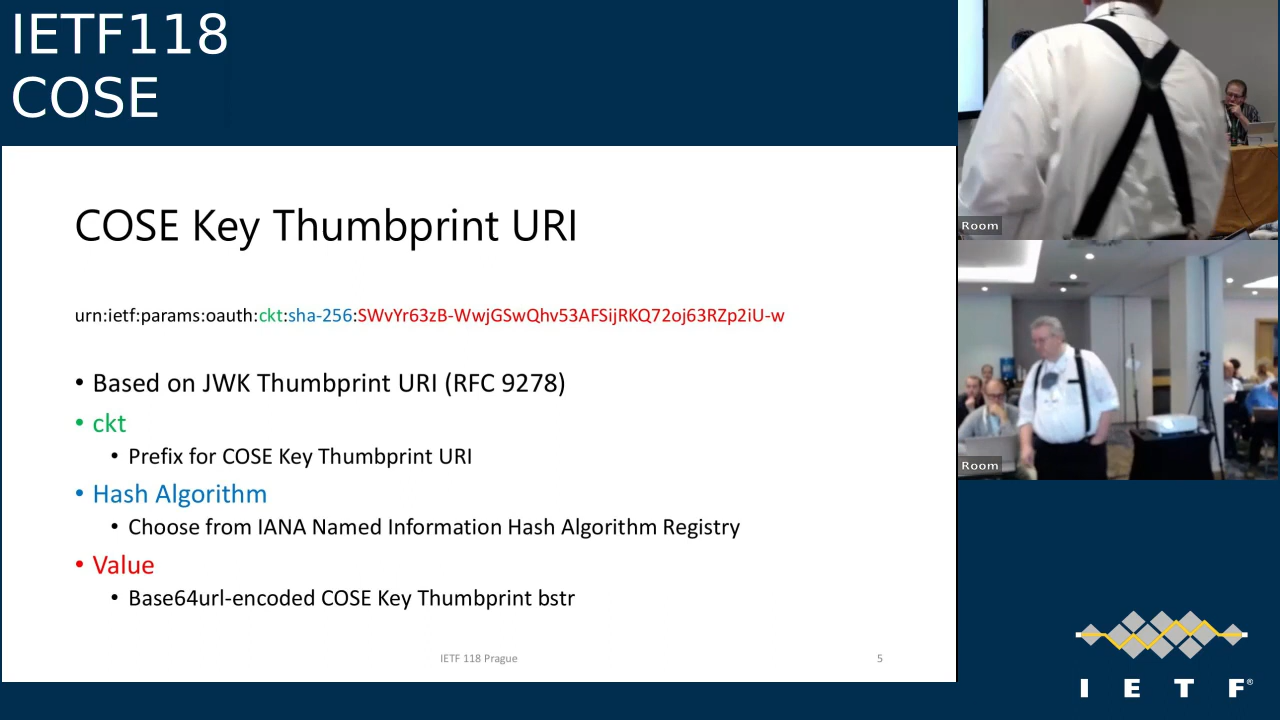 IETF118
COSE
COSE Key Thumbprint URI
urn:ietf:params:oauth:ckt:sha-256:SWvYr63zB-WwjGSwQhv53AFSijRKQ72oj63RZp2iU-w
• Based on JWK Thumbprint URI (RFC 9278)
• ckt
• Prefix for COSE Key Thumbprint URI
• Hash Algorithm
• Choose from IANA Named Information Hash Algorithm Registry
• Value
• Base64url-encoded COSE Key Thumbprint bstr
IETF 118 Prague
5
Room
Room
I E T F®